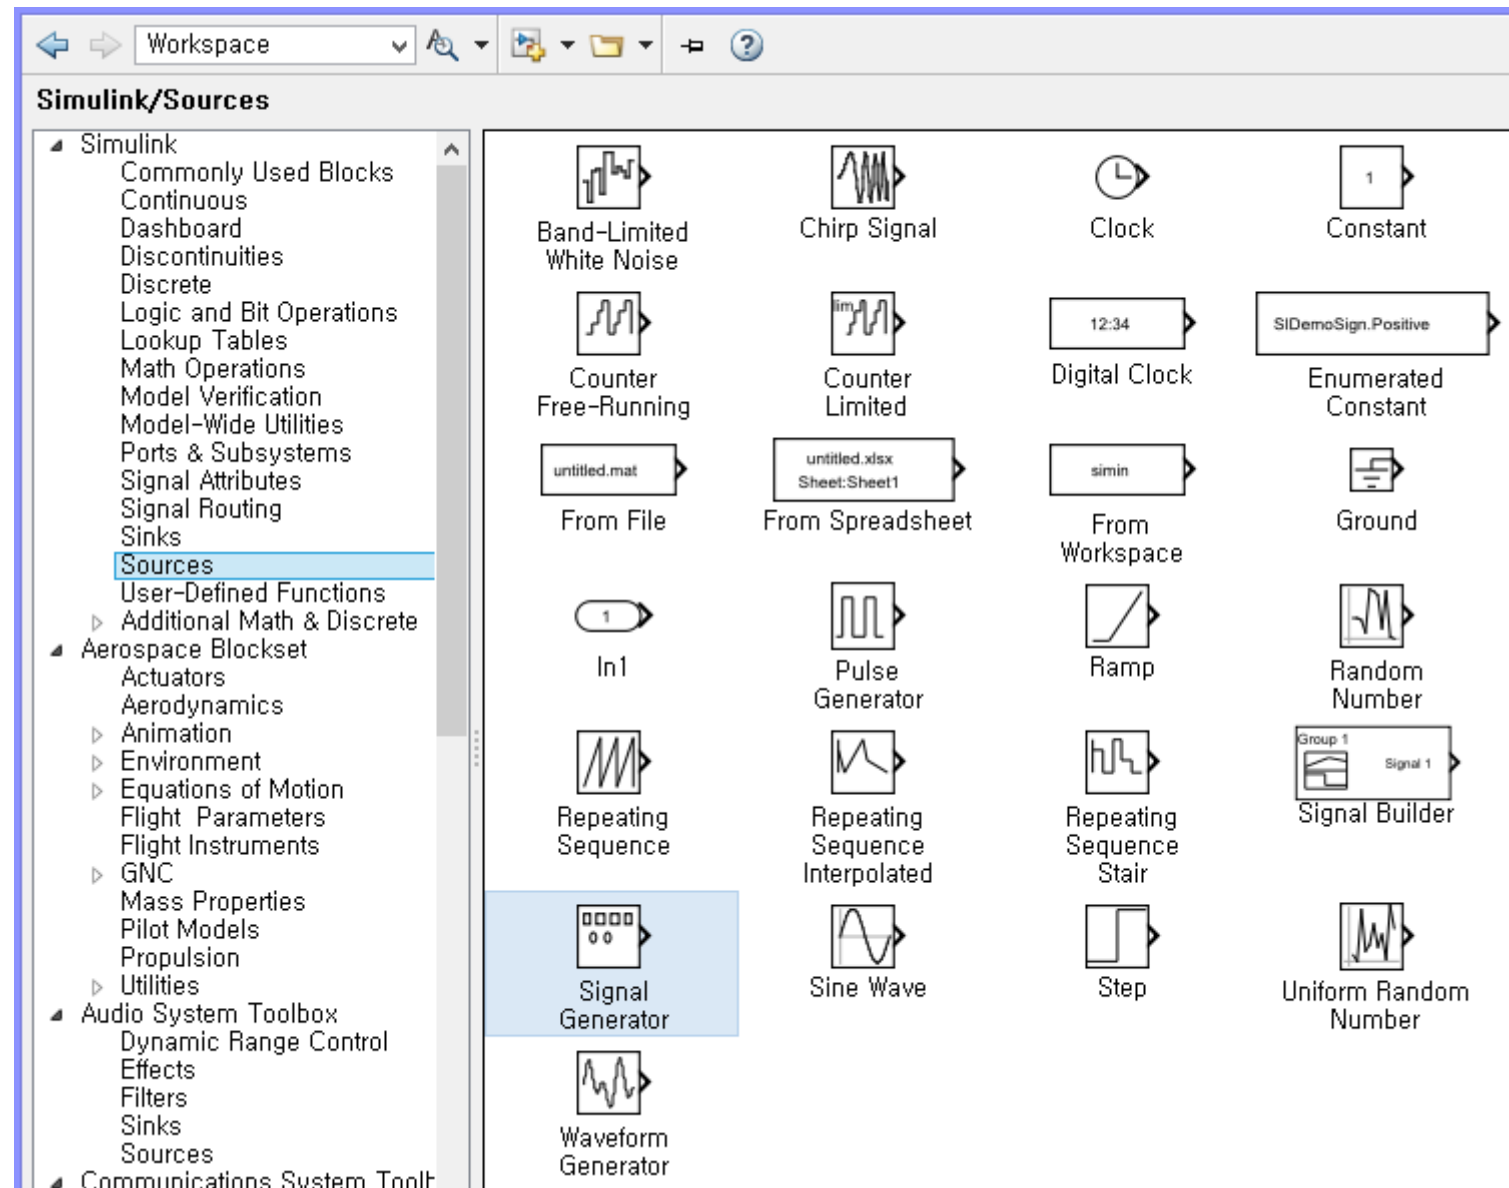 Workspace
Simulink/Sources
Simulink
Commonly Used Blocks
Continuous
Dashboard
Discontinuities
Discrete
Logic and Bit Operations
Lookup Tables
Math Operations
Model Verification
Model-Wide Utilities
Ports & Subsystems
Signal Attributes
Signal Routing
Sinks
Sources
User-Defined Functions
Additional Math & Discrete
Aerospace Blockset
Actuators
Aerodynamics
Animation
Environment
Equations of Motion
Flight Parameters
Flight Instruments
GNC
Mass Properties
Pilot Models
Propulsion
Utilities
Audio System Toolbox
Dynamic Range Control
Effects
Filters
Sinks
Sources
Communications System Toolb
Band-Limited
White Noise
Chirp Signal
Clock
1
Constant
Counter
Free-Running
lim
Counter
Limited
12:34
Digital Clock
SlDemoSign.Positive
Enumerated
Constant
untitled.mat
From File
untitled.xlsx
Sheet:Sheet1
From Spreadsheet
simin
From
Workspace
Ground
1
In1
Pulse
Generator
Ramp
Random
Number
Repeating
Sequence
Repeating
Sequence
Interpolated
Repeating
Sequence
Stair
Group 1
Signal 1
Signal Builder
Signal
Generator
Sine Wave
Step
Uniform Random
Number
Waveform
Generator